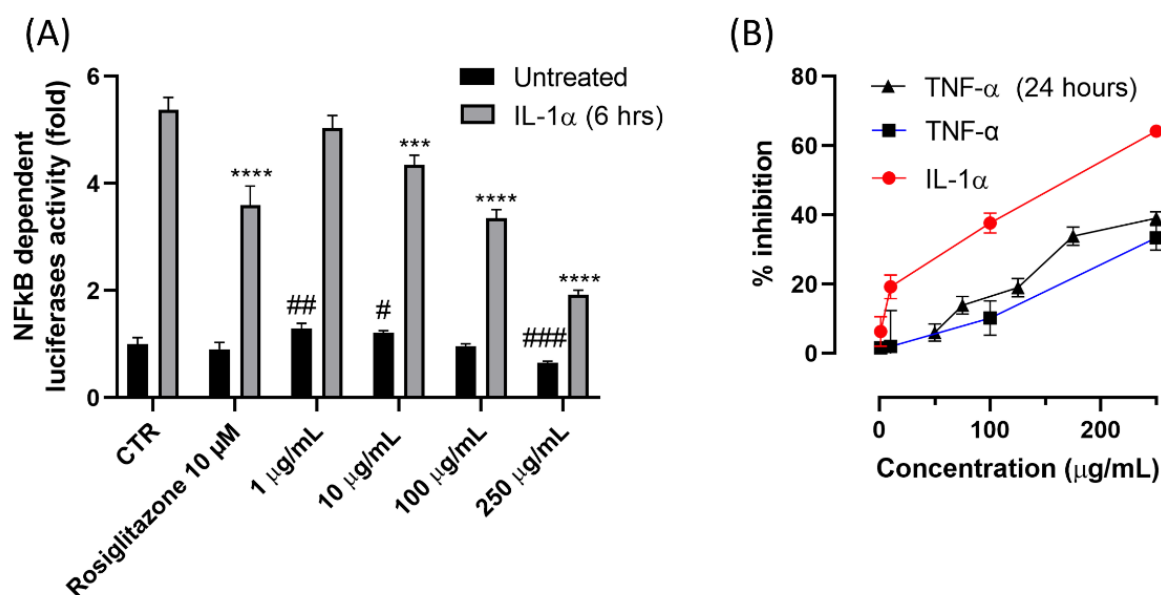 (A)
NFkB dependent
luciferases activity (fold)
6
4
2
0
Untreated
IL-1α (6 hrs)
****
##
#
***
****
###
****
CTR
Rosiglitazone 10 µM
1 µg/mL
10 µg/mL
100 µg/mL
250 µg/mL
(B)
% inhibition
80
60
40
20
0
TNF-α (24 hours)
TNF-α
IL-1α
0
100
200
Concentration (µg/mL)